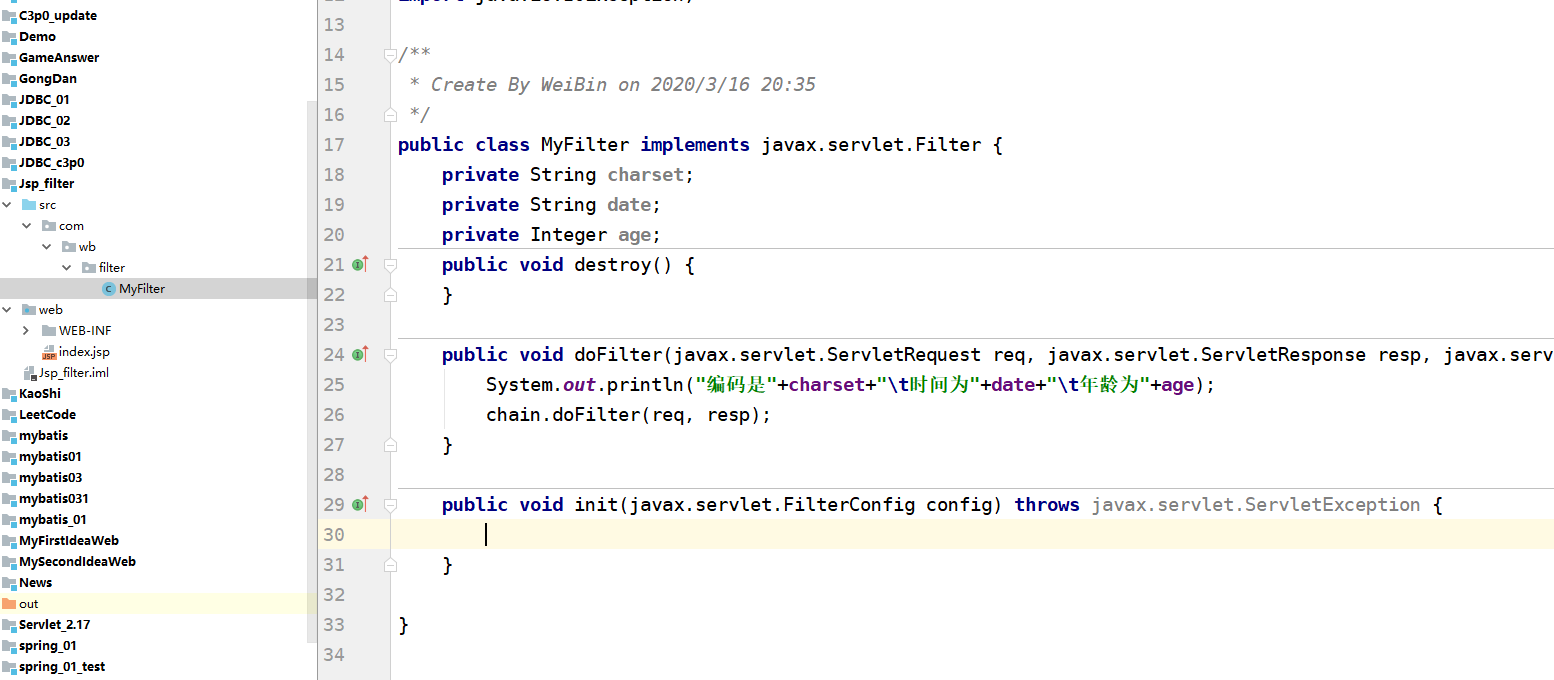 C3p0_update
Demo
GameAnswer
GongDan
JDBC_01
JDBC_02
JDBC_03
JDBC_c3p0
Jsp_filter
src
com
wb
filter
MyFilter
web
WEB-INF
index.jsp
Jsp_filter.iml
KaoShi
LeetCode
mybatis
mybatis01
mybatis03
mybatis031
mybatis_01
MyFirstIdeaWeb
MySecondIdeaWeb
News
out
Servlet_2.17
spring_01
spring_01_test
13
14 /**
15  * Create By WeiBin on 2020/3/16 20:35
16  */
17 public class MyFilter implements javax.servlet.Filter {
18     private String charset;
19     private String date;
20     private Integer age;
21     public void destroy() {
22     }
23
24     public void doFilter(javax.servlet.ServletRequest req, javax.servlet.ServletResponse resp, javax.serv
25         System.out.println("编码是"+charset+"\t时间为"+date+"\t年龄为"+age);
26         chain.doFilter(req, resp);
27     }
28
29     public void init(javax.servlet.FilterConfig config) throws javax.servlet.ServletException {
30
31     }
32
33 }
34